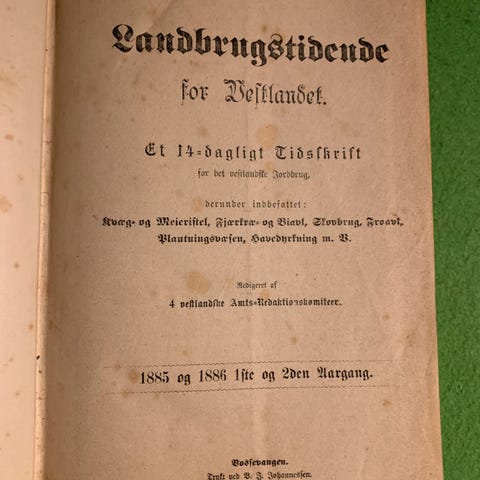 Landbrugstidende
for Vestlandet.
Et 14-dagligt Tidsskrift
for det vestlandske Jordbrug,
derunder indbefattet:
Kvæg- og Meieristel, Fjærkræ- og Biavl, Skovbrug, Frøavl,
Plantningsvæsen, Havedyrkning m. V.
Redigeret af
4 vestlandske Amts-Redaktionskomiteer.
1885 og 1886 1ste og 2den Aargang.
Vossevangen.
Trykt ved B. J. Johannessen.